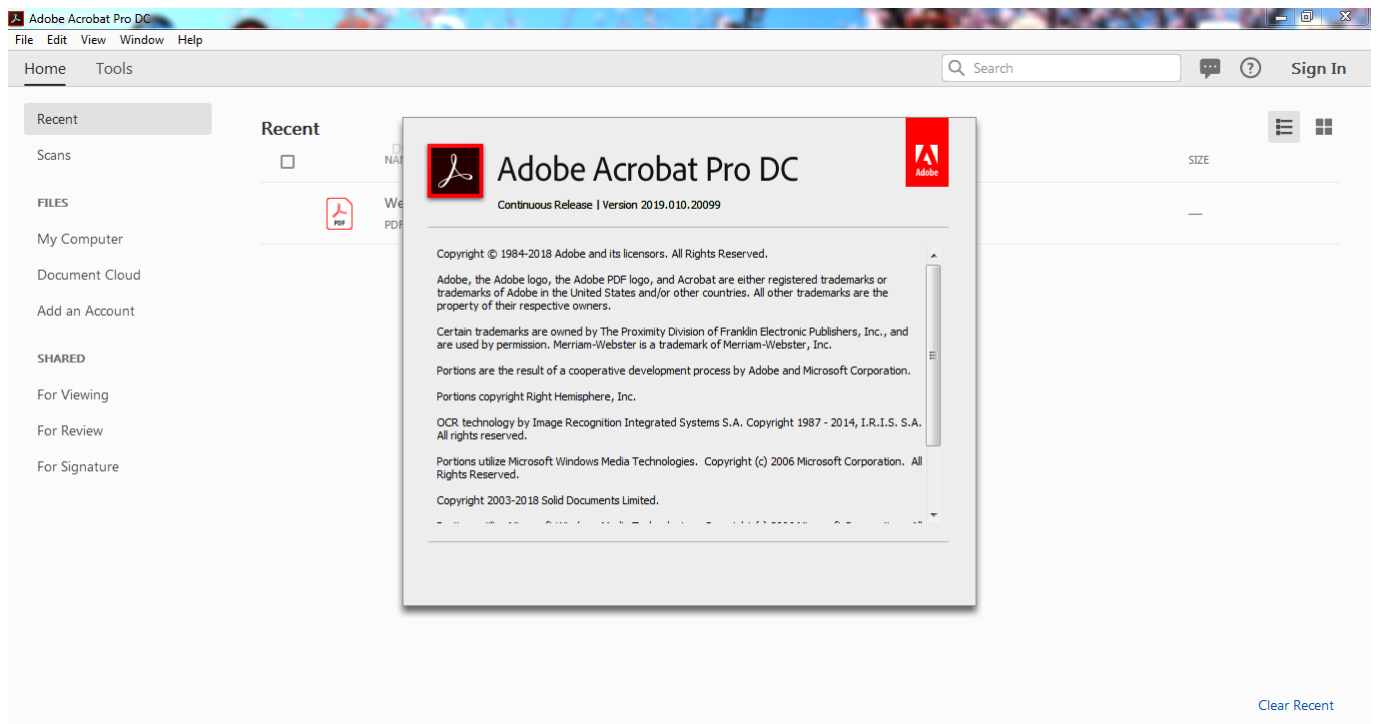 Adobe Acrobat Pro DC
File Edit View Window Help
Home Tools
Search
Sign In
Recent
Scans
FILES
My Computer
Document Cloud
Add an Account
SHARED
For Viewing
For Review
For Signature
Recent
SIZE
PDF
—
Adobe Acrobat Pro DC
Adobe
Continuous Release | Version 2019.010.20099
Copyright © 1984-2018 Adobe and its licensors. All Rights Reserved.
Adobe, the Adobe logo, the Adobe PDF logo, and Acrobat are either registered trademarks or
trademarks of Adobe in the United States and/or other countries. All other trademarks are the
property of their respective owners.
Certain trademarks are owned by The Proximity Division of Franklin Electronic Publishers, Inc., and
are used by permission. Merriam-Webster is a trademark of Merriam-Webster, Inc.
Portions are the result of a cooperative development process by Adobe and Microsoft Corporation.
Portions copyright Right Hemisphere, Inc.
OCR technology by Image Recognition Integrated Systems S.A. Copyright 1987 - 2014, I.R.I.S. S.A.
All rights reserved.
Portions utilize Microsoft Windows Media Technologies. Copyright (c) 2006 Microsoft Corporation. All
Rights Reserved.
Copyright 2003-2018 Solid Documents Limited.
Clear Recent